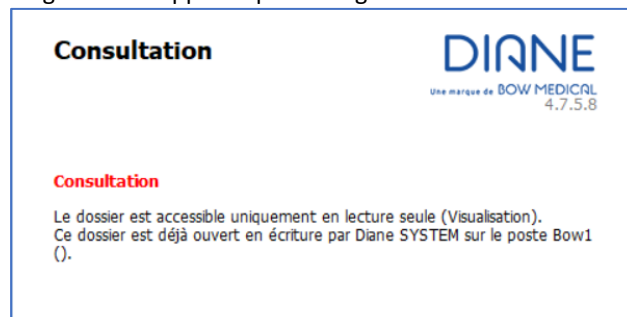 Consultation
DIANE
Une marque de BOW MEDICAL
4.7.5.8
Consultation
Le dossier est accessible uniquement en lecture seule (Visualisation).
Ce dossier est déjà ouvert en écriture par Diane SYSTEM sur le poste Bow1
().